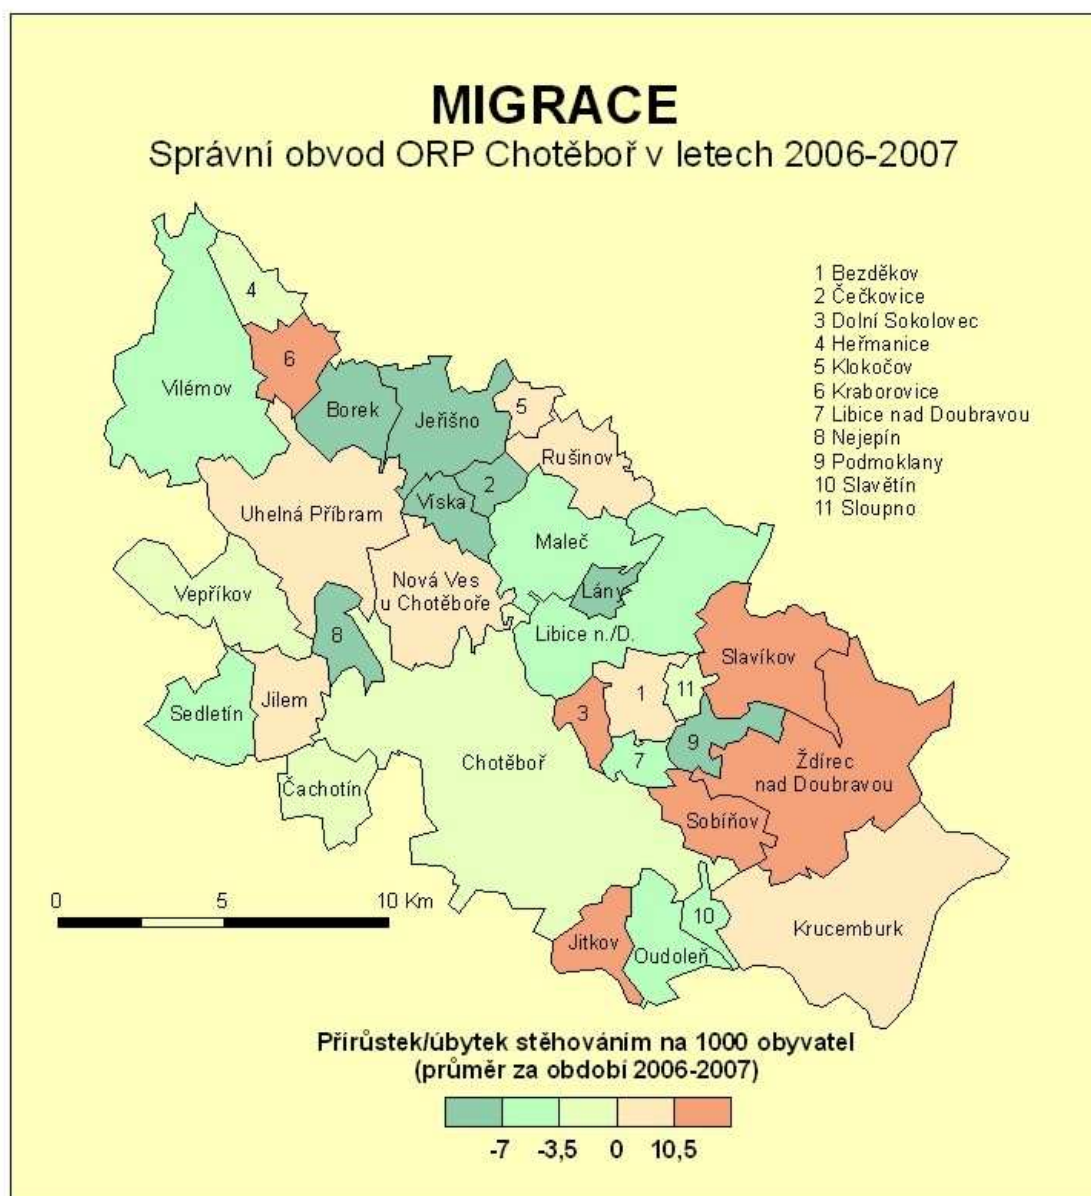 MIGRACE
Správní obvod ORP Chotěboř v letech 2006-2007
1 Bezděkov
2 Čečkovice
3 Dolní Sokolovec
4 Heřmanice
5 Klokočov
6 Kraborovice
7 Libice nad Doubravou
8 Nejepín
9 Podmoklany
10 Slavětín
11 Sloupno
4
6
Vilémov
Borek
Jeřišno
5
Rušinov
Víska
2
Uhelná Příbram
Maleč
Vepříkov
Nová Ves
u Chotěboře
Lány
8
Libice n./D.
Slavíkov
Sedletín
Jilem
3
1
11
9
7
Chotěboř
Ždírec
nad Doubravou
Čachotín
Sobíňov
0
5
10 Km
10
Jitkov
Oudoleň
Krucemburk
Přírůstek/úbytek stěhováním na 1000 obyvatel
(průměr za období 2006-2007)
-7 -3,5 0 10,5